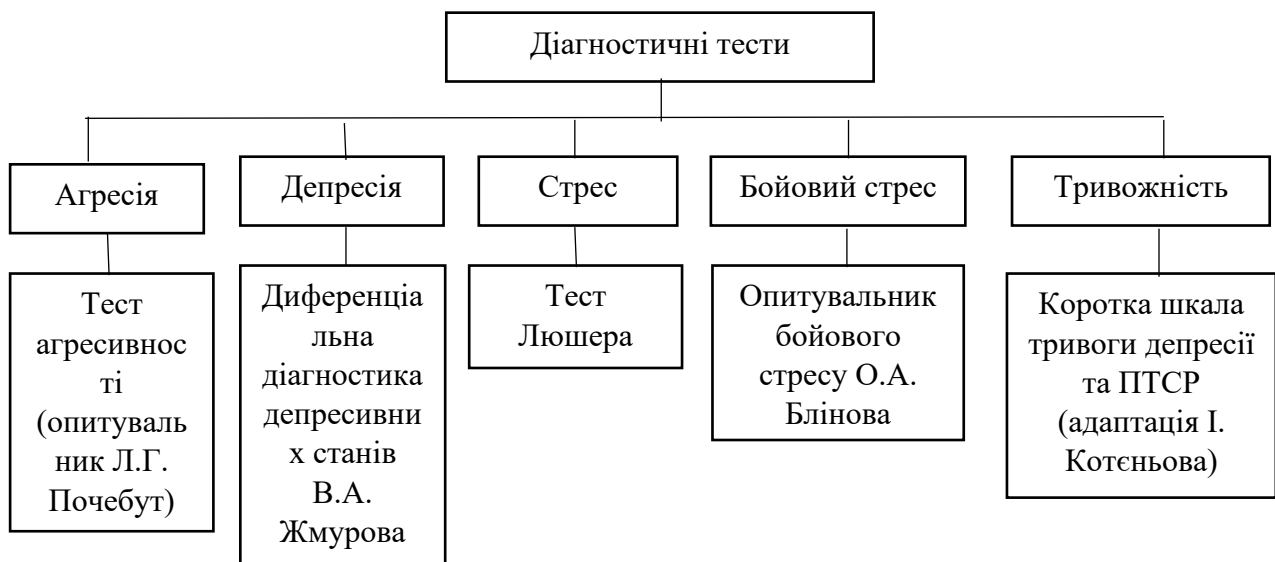 Діагностичні тести
Агресія
Депресія
Стрес
Бойовий стрес
Тривожність
Тест
агресивнос
ті
(опитуваль
ник Л.Г.
Почебут)
Диференціа
льна
діагностика
депресивни
х станів
В.А.
Жмурова
Тест
Люшера
Опитувальник
бойового
стресу О.А.
Блінова
Коротка шкала
тривоги депресії
та ПТСР
(адаптація І.
Котєньова)